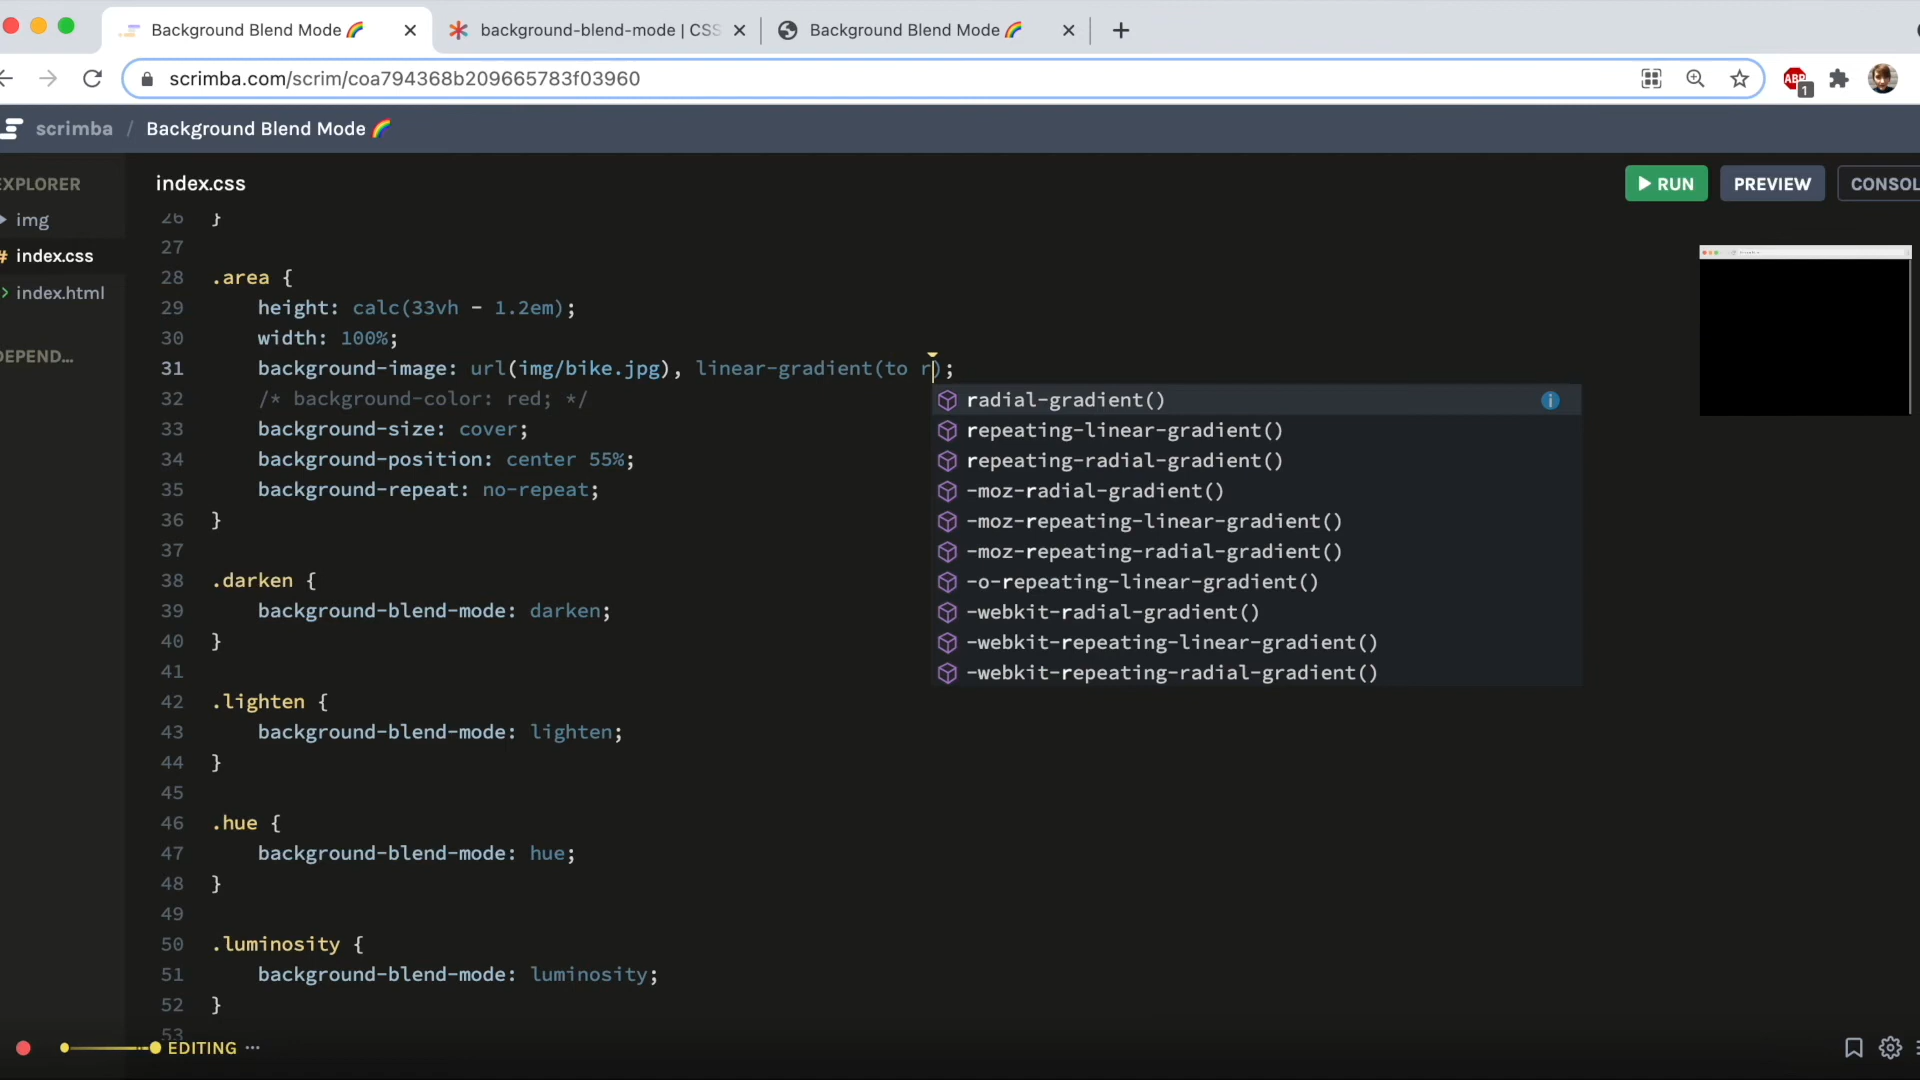 Background Blend Mode 🌈
background-blend-mode | CSS
Background Blend Mode 🌈
scrimba.com/scrim/coa794368b209665783f03960
ABP
1
scrimba / Background Blend Mode 🌈
EXPLORER
img
# index.css
index.html
DEPEND...
index.css
RUN
PREVIEW
CONSOL
26 }
27
28 .area {
29 height: calc(33vh - 1.2em);
30 width: 100%;
31 background-image: url(img/bike.jpg), linear-gradient(to r);
32 /* background-color: red; */
33 background-size: cover;
34 background-position: center 55%;
35 background-repeat: no-repeat;
36 }
37
38 .darken {
39 background-blend-mode: darken;
40 }
41
42 .lighten {
43 background-blend-mode: lighten;
44 }
45
46 .hue {
47 background-blend-mode: hue;
48 }
49
50 .luminosity {
51 background-blend-mode: luminosity;
52 }
53
radial-gradient()
repeating-linear-gradient()
repeating-radial-gradient()
-moz-radial-gradient()
-moz-repeating-linear-gradient()
-moz-repeating-radial-gradient()
-o-repeating-linear-gradient()
-webkit-radial-gradient()
-webkit-repeating-linear-gradient()
-webkit-repeating-radial-gradient()
EDITING ...